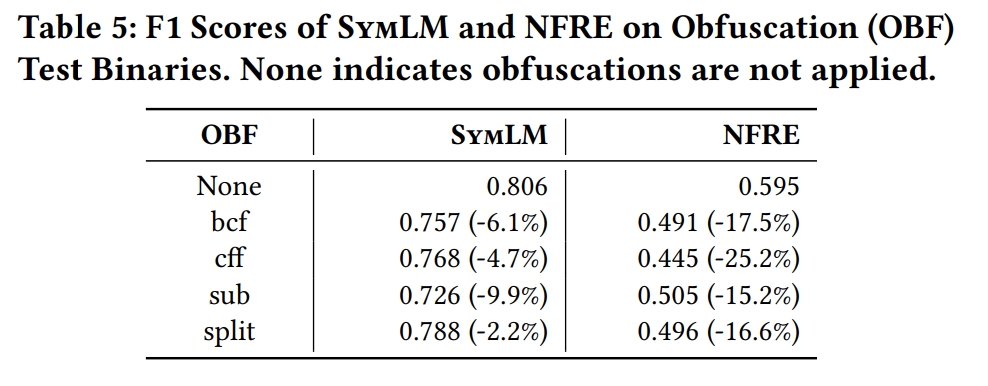 Table 5: F1 Scores of SYMLM and NFRE on Obfuscation (OBF)
Test Binaries. None indicates obfuscations are not applied.
OBF SYMLM NFRE
None 0.806 0.595
bcf 0.757 (-6.1%) 0.491 (-17.5%)
cff 0.768 (-4.7%) 0.445 (-25.2%)
sub 0.726 (-9.9%) 0.505 (-15.2%)
split 0.788 (-2.2%) 0.496 (-16.6%)